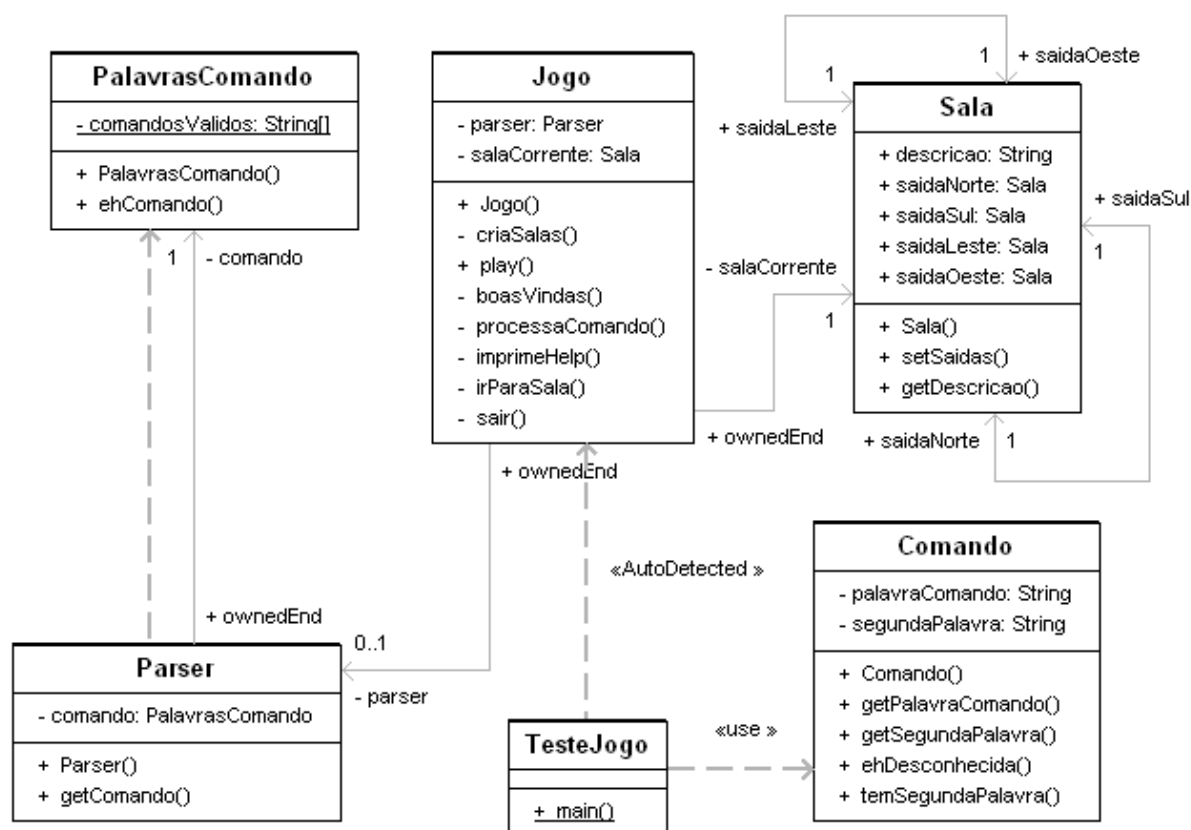 PalavrasComando
- comandosValidos: String[]
+ PalavrasComando()
+ ehComando()
1
- comando
Jogo
- parser: Parser
- salaCorrente: Sala
+ Jogo()
- criaSalas()
+ play()
- boasVindas()
- processaComando()
- imprimeHelp()
- irParaSala()
- sair()
1
+ saidaOeste
1
+ saidaLeste
Sala
+ descricao: String
+ saidaNorte: Sala
+ saidaSul: Sala
+ saidaLeste: Sala
+ saidaOeste: Sala
+ Sala()
+ setSaidas()
+ getDescricao()
+ saidaSul
1
- salaCorrente
1
+ ownedEnd
+ saidaNorte
1
+ ownedEnd
«AutoDetected »
+ ownedEnd
0..1
- parser
Parser
- comando: PalavrasComando
+ Parser()
+ getComando()
TesteJogo
+ main()
«use »
Comando
- palavraComando: String
- segundaPalavra: String
+ Comando()
+ getPalavraComando()
+ getSegundaPalavra()
+ ehDesconhecida()
+ temSegundaPalavra()